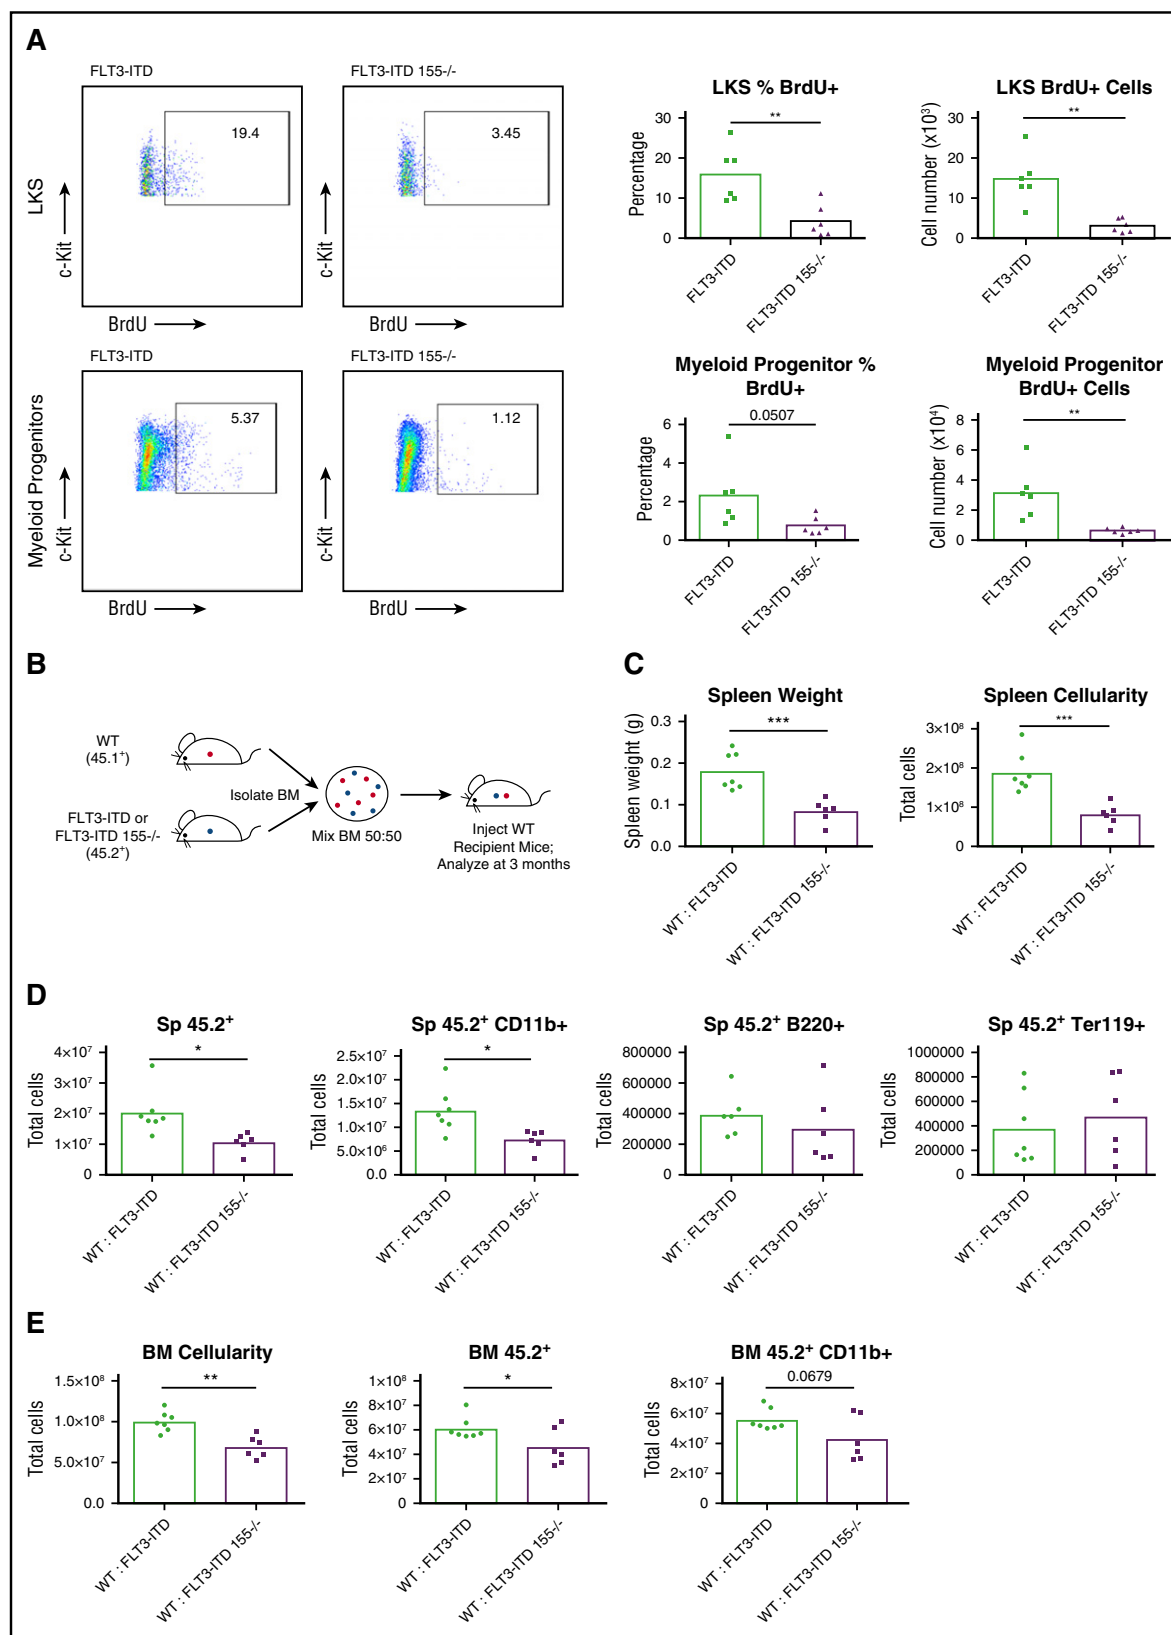 A
FLT3-ITD
FLT3-ITD 155-/-
19.4
3.45
LKS
c-Kit
c-Kit
BrdU
BrdU
LKS % BrdU+
**
Percentage
30
20
10
0
FLT3-ITD
FLT3-ITD 155-/-
LKS BrdU+ Cells
**
Cell number (x10³)
30
20
10
0
FLT3-ITD
FLT3-ITD 155-/-
FLT3-ITD
FLT3-ITD 155-/-
5.37
1.12
Myeloid Progenitors
c-Kit
c-Kit
BrdU
BrdU
Myeloid Progenitor %
BrdU+
0.0507
Percentage
6
4
2
0
FLT3-ITD
FLT3-ITD 155-/-
Myeloid Progenitor
BrdU+ Cells
**
Cell number (x10⁴)
8
6
4
2
0
FLT3-ITD
FLT3-ITD 155-/-
B
WT
(45.1⁺)
FLT3-ITD or
FLT3-ITD 155-/-
(45.2⁺)
Isolate BM
Mix BM 50:50
Inject WT
Recipient Mice;
Analyze at 3 months
C
Spleen Weight
***
Spleen weight (g)
0.3
0.2
0.1
0.0
WT : FLT3-ITD
WT : FLT3-ITD 155-/-
Spleen Cellularity
***
Total cells
3×10⁸
2×10⁸
1×10⁸
0
WT : FLT3-ITD
WT : FLT3-ITD 155-/-
D
Sp 45.2⁺
*
Total cells
4×10⁷
3×10⁷
2×10⁷
1×10⁷
0
WT : FLT3-ITD
WT : FLT3-ITD 155-/-
Sp 45.2⁺ CD11b+
*
Total cells
2.5×10⁷
2.0×10⁷
1.5×10⁷
1.0×10⁷
5.0×10⁶
0.0
WT : FLT3-ITD
WT : FLT3-ITD 155-/-
Sp 45.2⁺ B220+
Total cells
800000
600000
400000
200000
0
WT : FLT3-ITD
WT : FLT3-ITD 155-/-
Sp 45.2⁺ Ter119+
Total cells
1000000
800000
600000
400000
200000
0
WT : FLT3-ITD
WT : FLT3-ITD 155-/-
E
BM Cellularity
**
Total cells
1.5×10⁸
1.0×10⁸
5.0×10⁷
0.0
WT : FLT3-ITD
WT : FLT3-ITD 155-/-
BM 45.2⁺
*
Total cells
1×10⁸
8×10⁷
6×10⁷
4×10⁷
2×10⁷
0
WT : FLT3-ITD
WT : FLT3-ITD 155-/-
BM 45.2⁺ CD11b+
0.0679
Total cells
8×10⁷
6×10⁷
4×10⁷
2×10⁷
0
WT : FLT3-ITD
WT : FLT3-ITD 155-/-